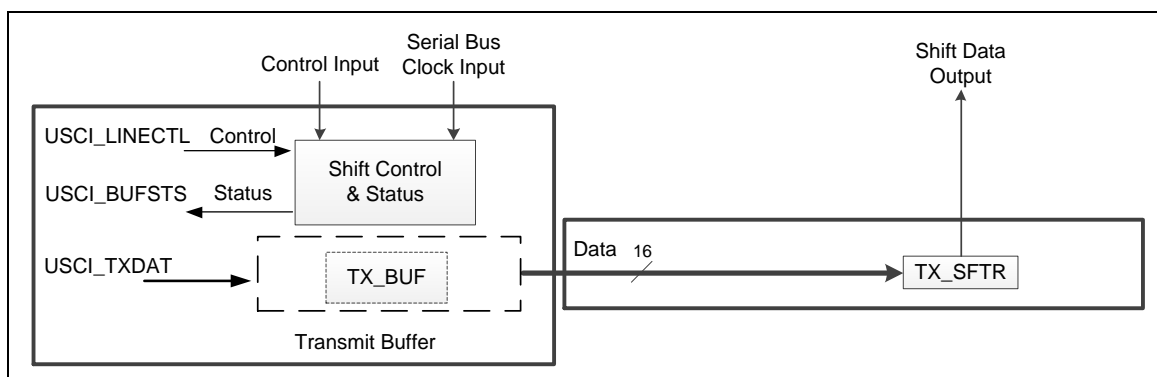 Serial Bus
Clock Input
Control Input
Shift Data
Output
USCI_LINECTL
Control
Shift Control
& Status
USCI_BUFSTS
Status
USCI_TXDAT
TX_BUF
Transmit Buffer
Data
16
TX_SFTR